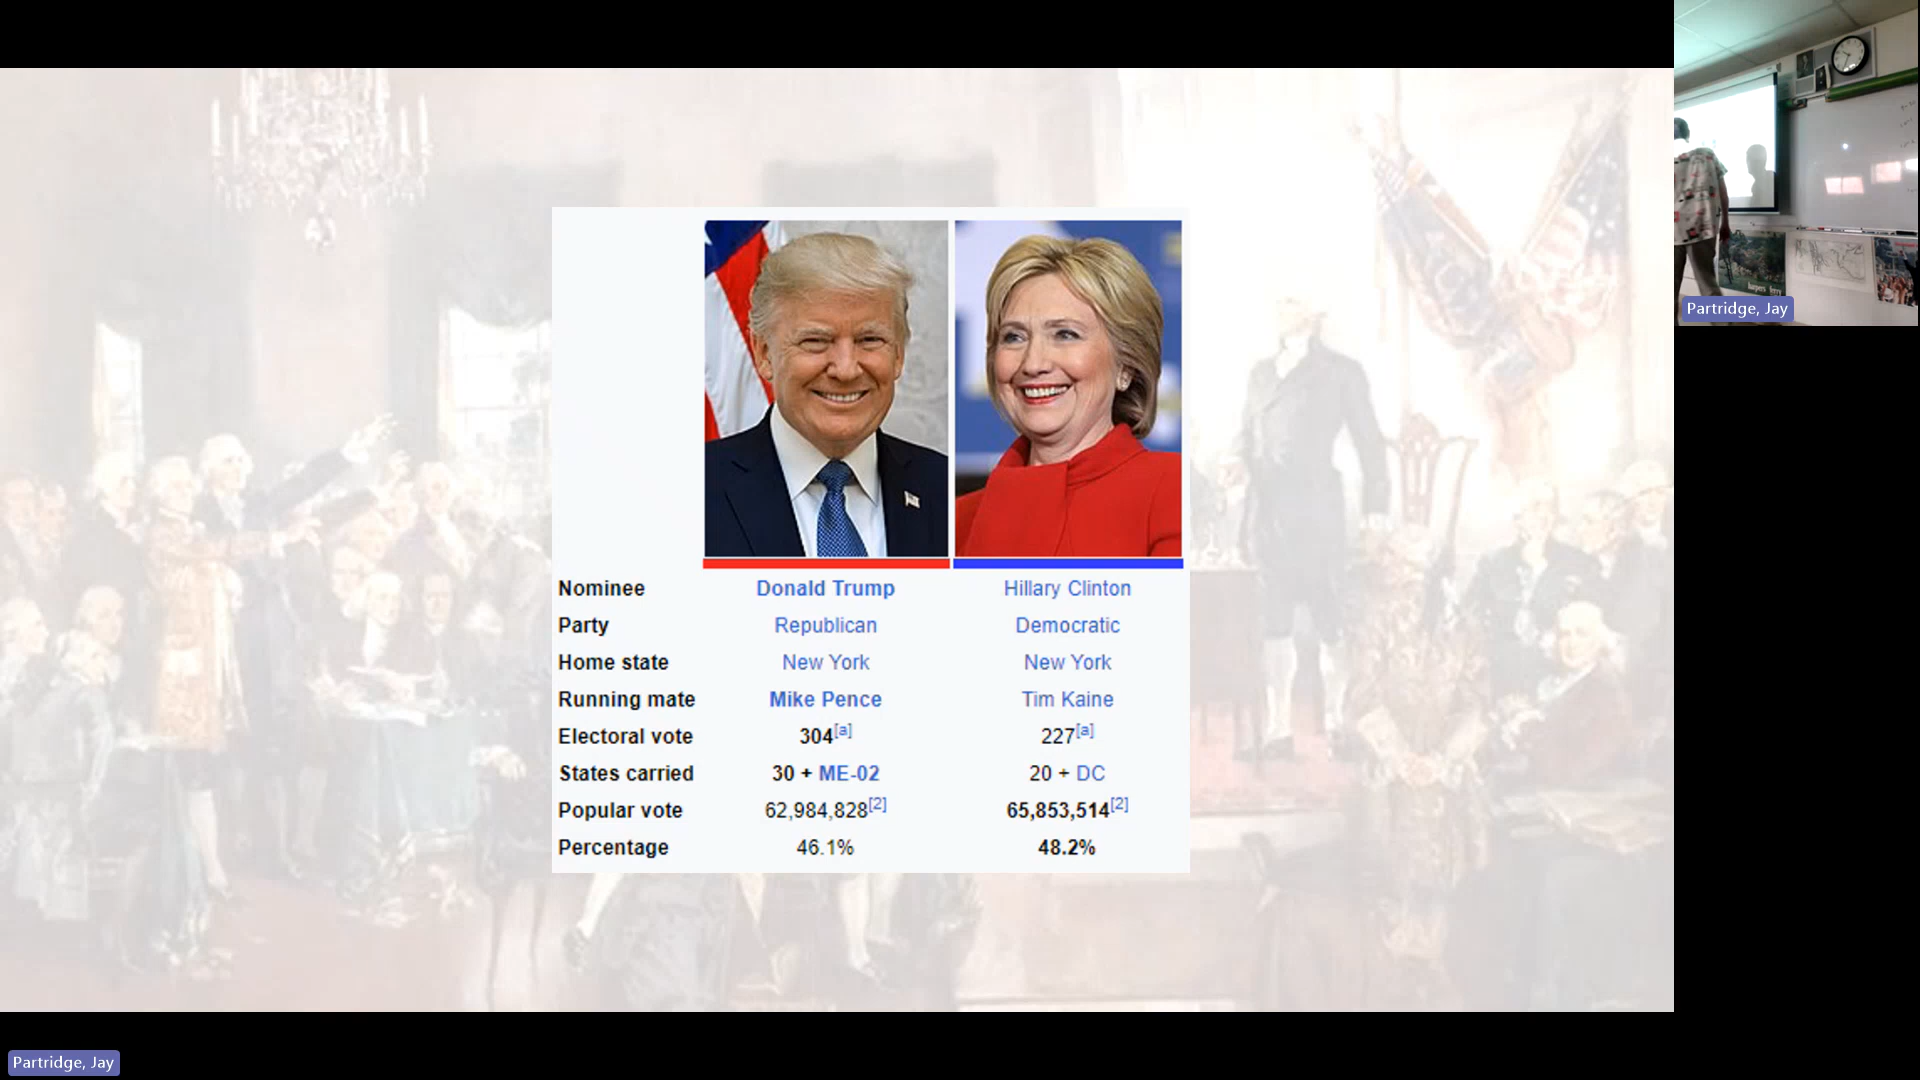 Nominee Donald Trump Hillary Clinton
Party Republican Democratic
Home state New York New York
Running mate Mike Pence Tim Kaine
Electoral vote 304[a] 227[a]
States carried 30 + ME-02 20 + DC
Popular vote 62,984,828[2] 65,853,514[2]
Percentage 46.1% 48.2%
harpers ferry
Partridge, Jay
Partridge, Jay